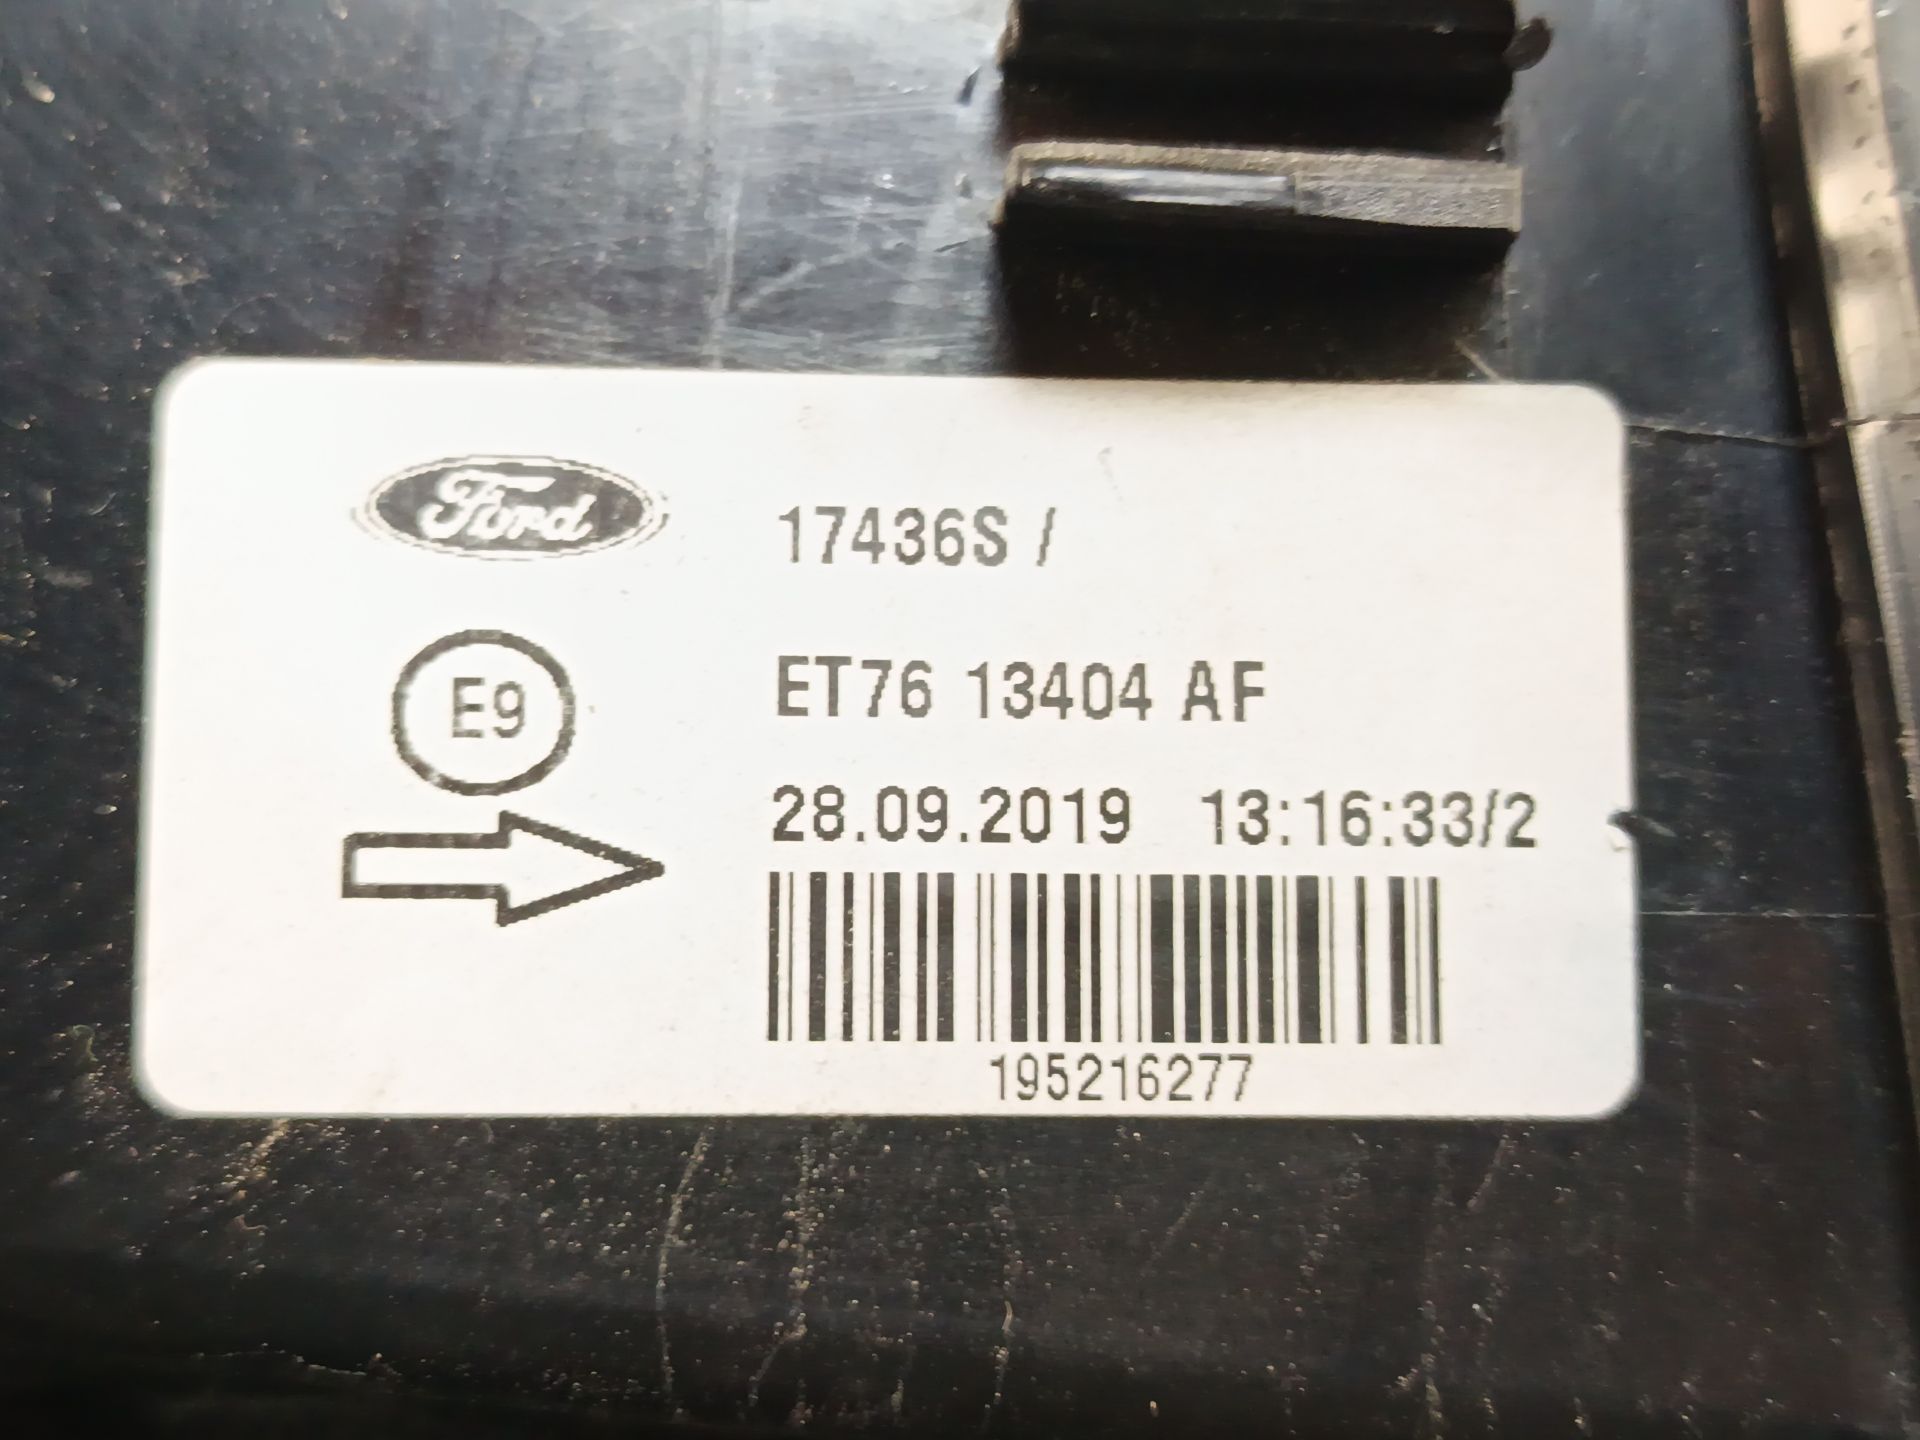 Ford
17436S /
E9
ET76 13404 AF
28.09.2019 13:16:33/2
195216277